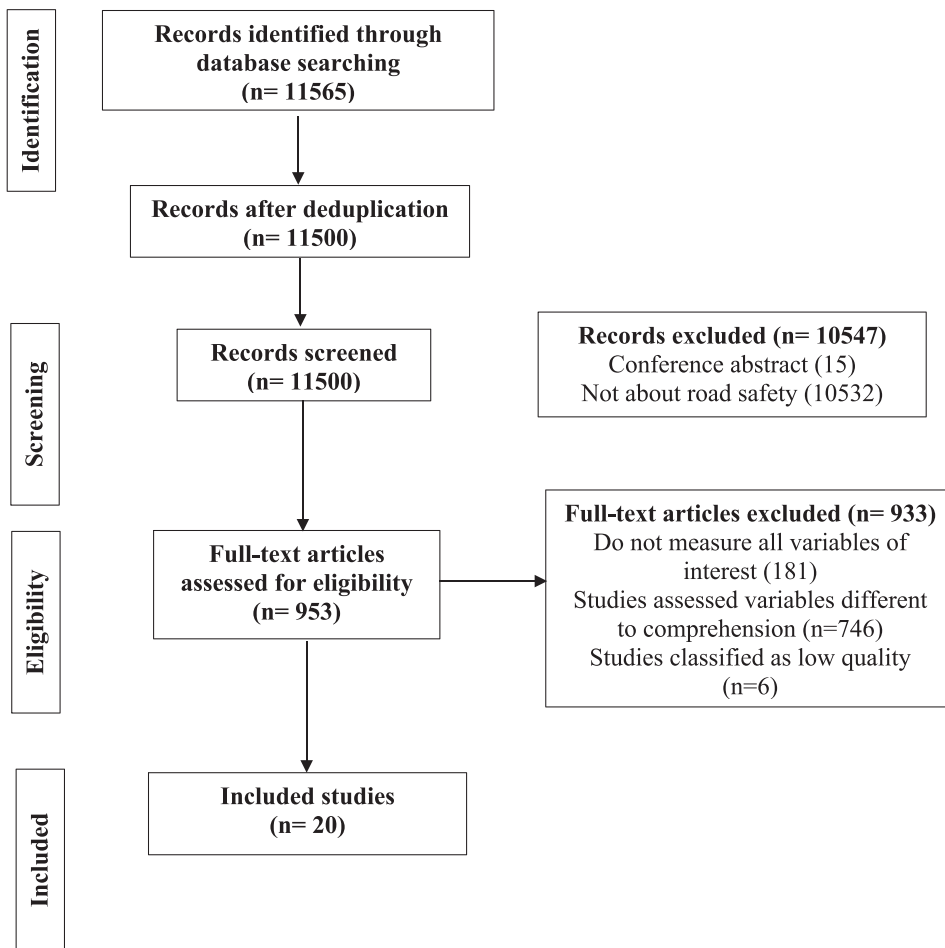 Identification
Records identified through
database searching
(n= 11565)
Records after deduplication
(n= 11500)
Screening
Records screened
(n= 11500)
Records excluded (n= 10547)
Conference abstract (15)
Not about road safety (10532)
Eligibility
Full-text articles
assessed for eligibility
(n= 953)
Full-text articles excluded (n= 933)
Do not measure all variables of
interest (181)
Studies assessed variables different
to comprehension (n=746)
Studies classified as low quality
(n=6)
Included
Included studies
(n= 20)